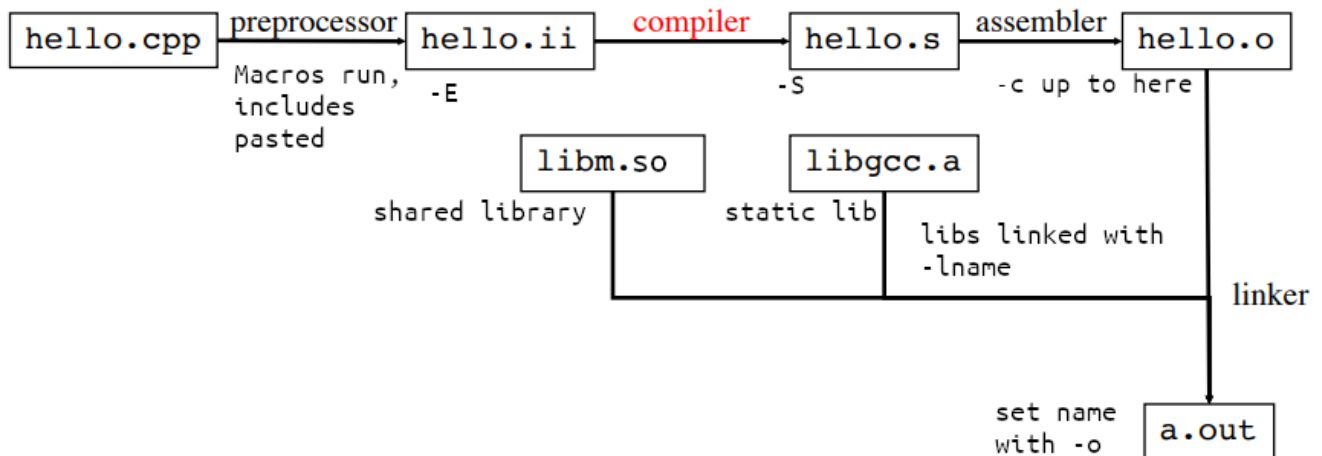 hello.cpp
preprocessor
hello.ii
compiler
hello.s
assembler
hello.o
Macros run,
includes
pasted
-E
-S
-c up to here
libm.so
libgcc.a
shared library
static lib
libs linked with
-lname
linker
set name
with -o
a.out